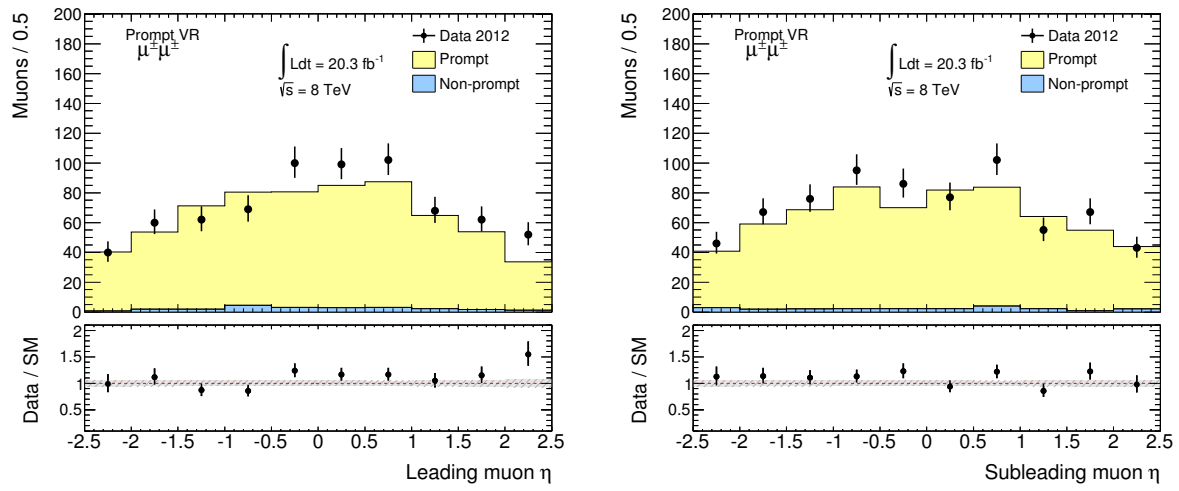 Muons / 0.5
200
180
160
140
120
100
80
60
40
20
0
Prompt VR
μ±μ±
∫ Ldt = 20.3 fb⁻¹
√s = 8 TeV
Data 2012
Prompt
Non-prompt
Data / SM
2
1.5
1
0.5
-2.5 -2 -1.5 -1 -0.5 0 0.5 1 1.5 2 2.5
Leading muon η
Muons / 0.5
200
180
160
140
120
100
80
60
40
20
0
Prompt VR
μ±μ±
∫ Ldt = 20.3 fb⁻¹
√s = 8 TeV
Data 2012
Prompt
Non-prompt
Data / SM
2
1.5
1
0.5
-2.5 -2 -1.5 -1 -0.5 0 0.5 1 1.5 2 2.5
Subleading muon η